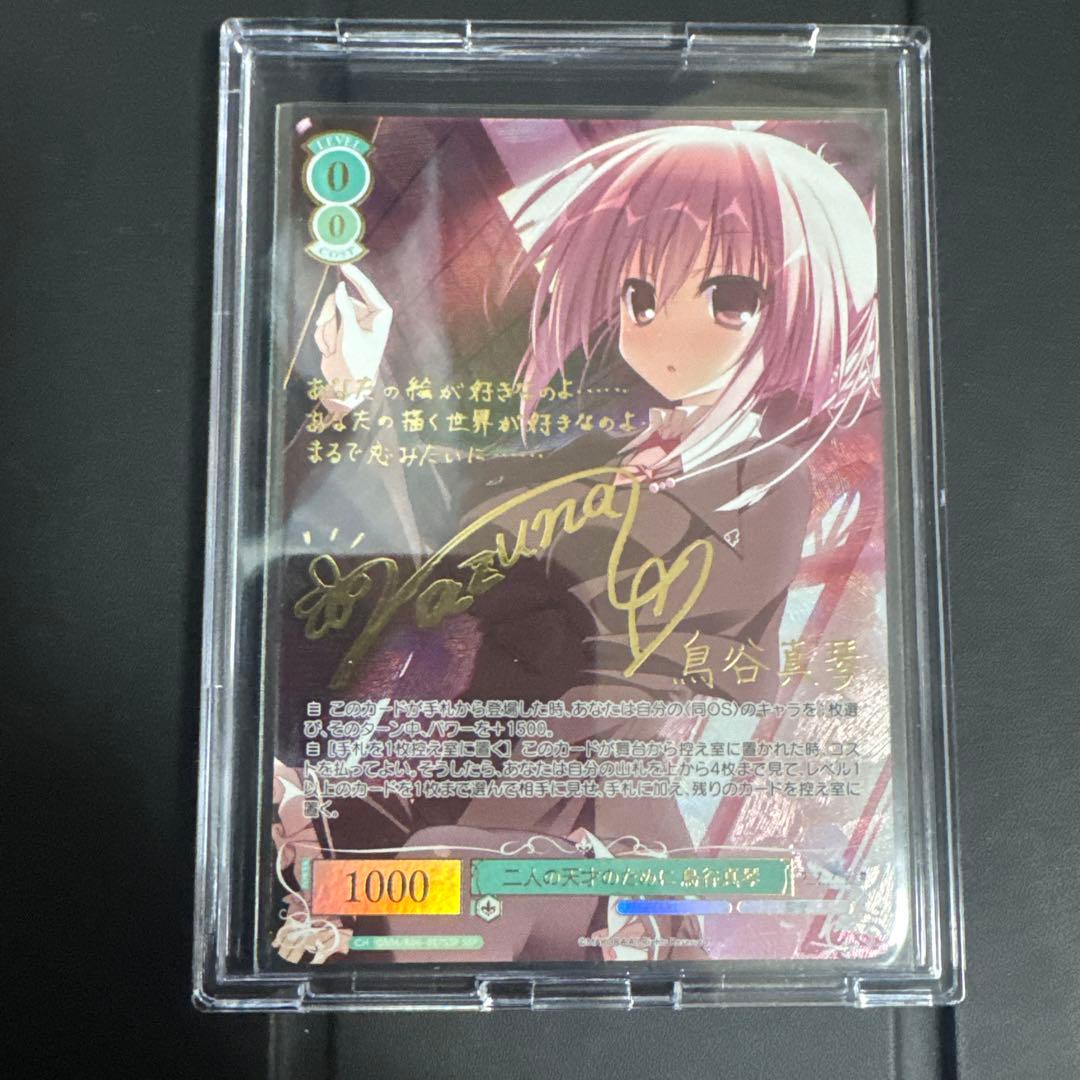 LEVEL
0
0
COST
あなたの絵が好きなのよ……
あなたの描く世界が好きなのよ…
まるで恋みたいに……
Nazuna
鳥谷真琴
自 このカードが手札から登場した時、あなたは自分の《同OS》のキャラを1枚選
び、そのターン中、パワーを+1500。
自 [手札を1枚控え室に置く] このカードが舞台から控え室に置かれた時、コス
トを払ってよい。そうしたら、あなたは自分の山札を上から4枚まで見て、レベル1
以上のカードを1枚まで選んで相手に見せ、手札に加え、残りのカードを控え室に
置く。
1000
二人の天才のために 鳥谷真琴
CH